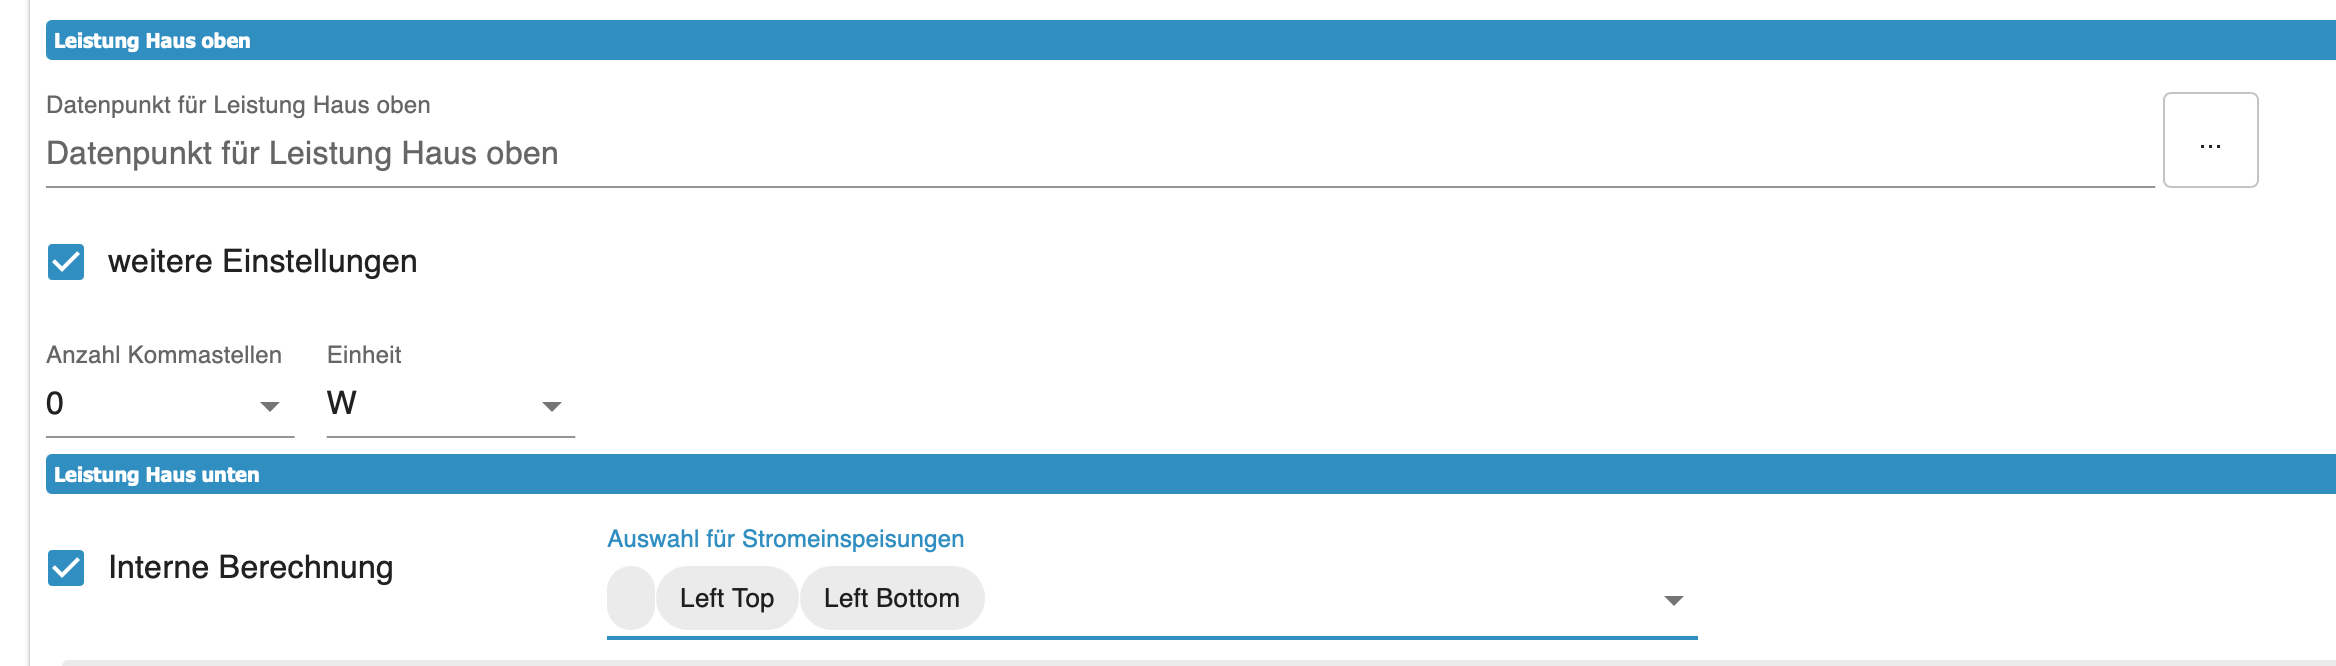 Leistung Haus oben
Datenpunkt für Leistung Haus oben
Datenpunkt für Leistung Haus oben
...
weitere Einstellungen
Anzahl Kommastellen Einheit
0 W
Leistung Haus unten
Auswahl für Stromeinspeisungen
Interne Berechnung
Left Top Left Bottom